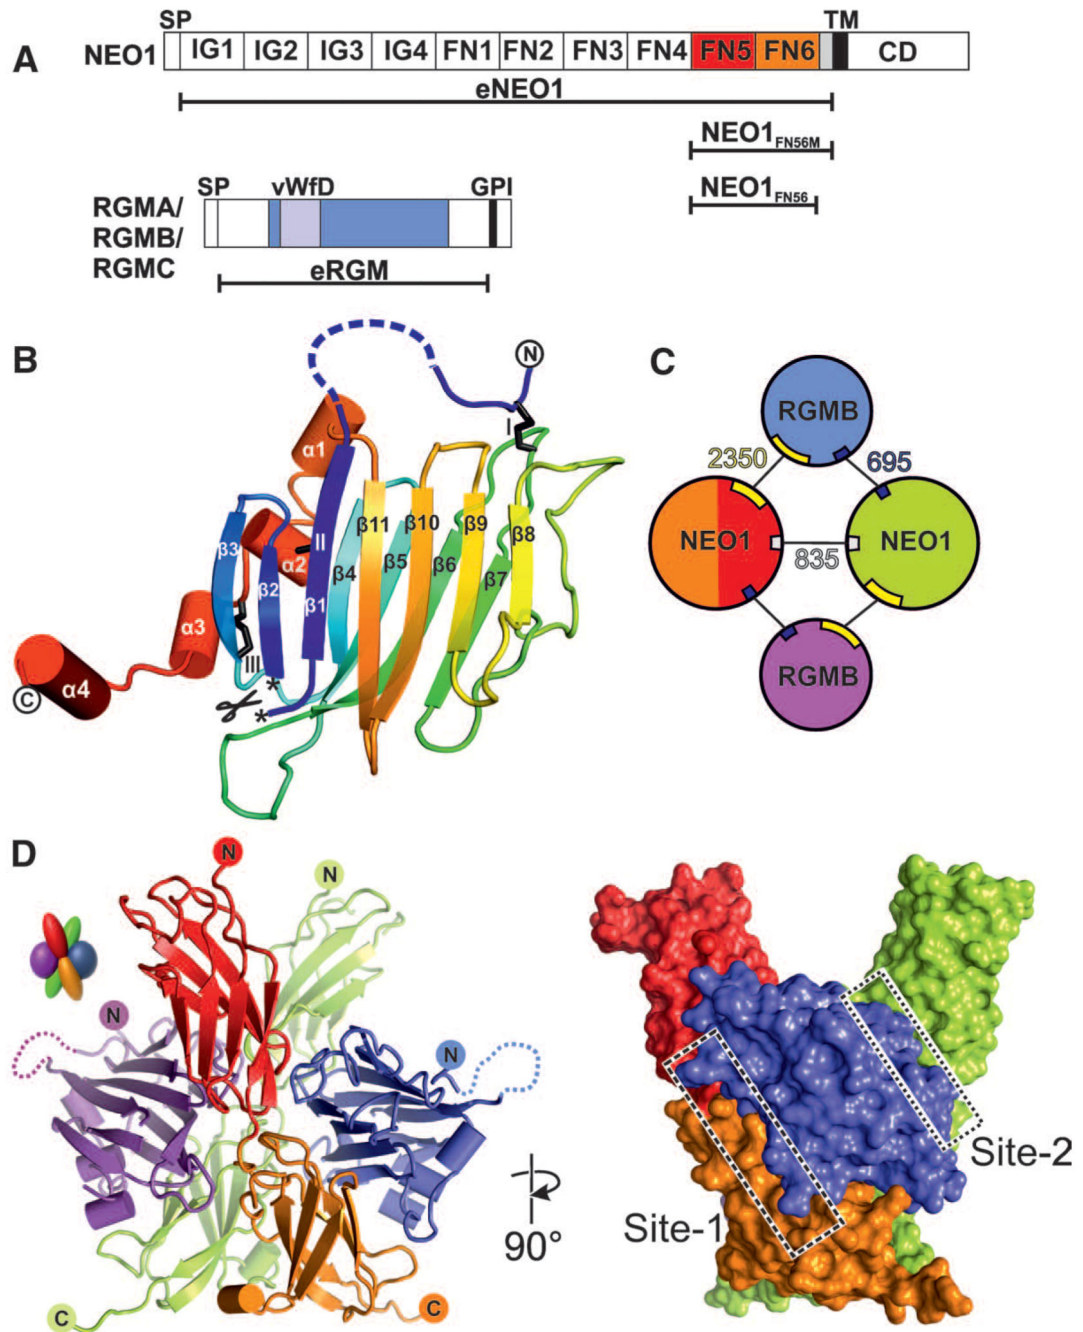 A
SP TM
NEO1 IG1 IG2 IG3 IG4 FN1 FN2 FN3 FN4 FN5 FN6 CD
eNEO1
NEO1FN56M
NEO1FN56
SP vWfD GPI
RGMA/
RGMB/
RGMC
eRGM
B
N
I
α1
β3
α2
II
β2
β1
β4
β11
β5
β10
β6
β9
β7
β8
α3
III
α4
C
*
*
C
RGMB
2350
695
NEO1
835
NEO1
RGMB
D
N
N
N
N
C
C
90°
Site-1
Site-2